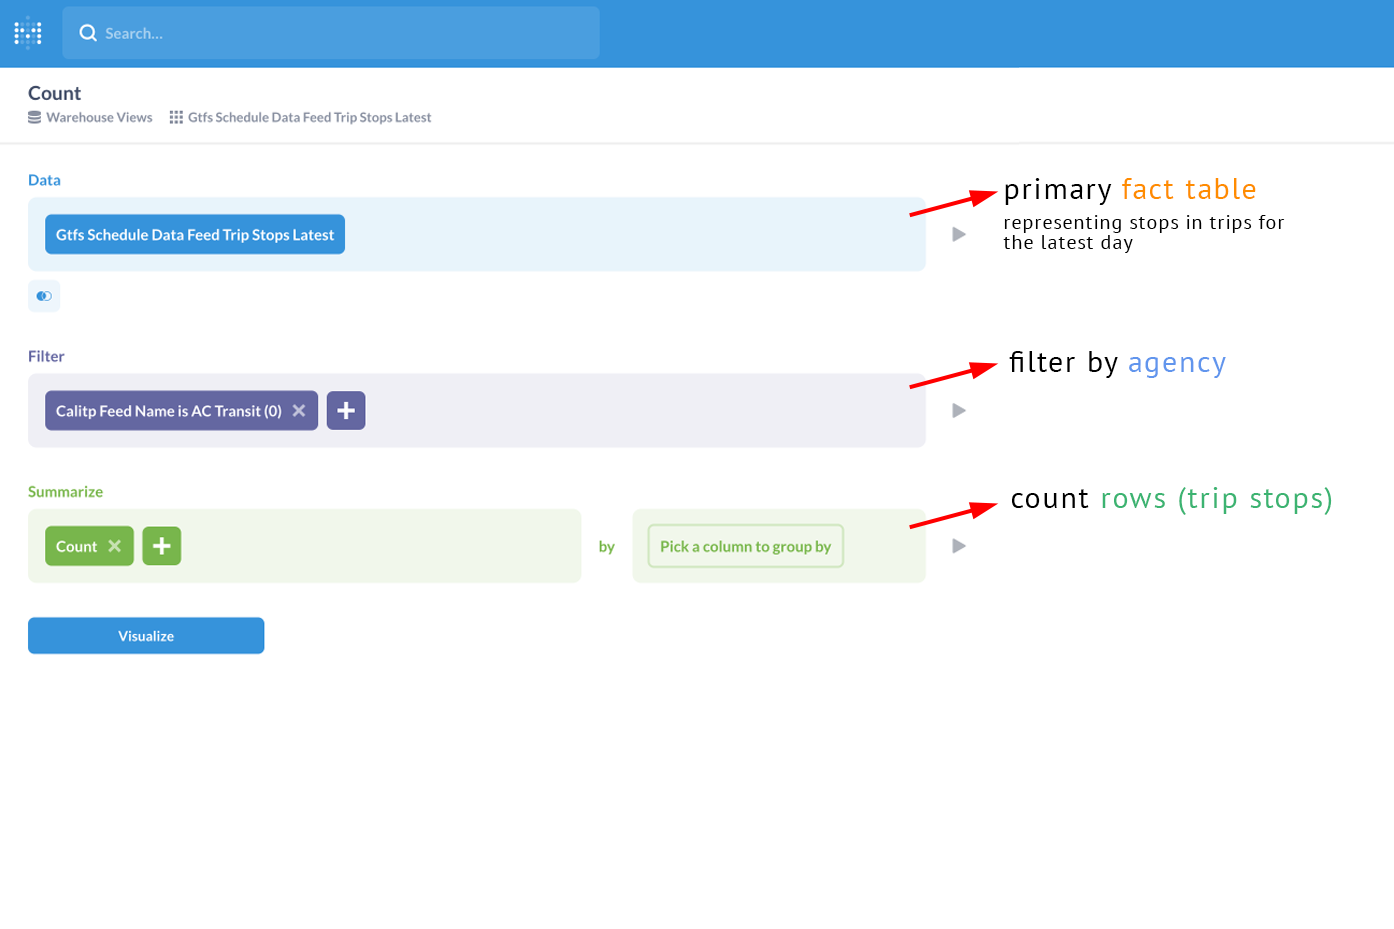 Search...
Count
Warehouse Views Gtfs Schedule Data Feed Trip Stops Latest
Data
Gtfs Schedule Data Feed Trip Stops Latest
primary fact table
representing stops in trips for
the latest day
Filter
Calitp Feed Name is AC Transit (0)
filter by agency
Summarize
Count by Pick a column to group by
count rows (trip stops)
Visualize